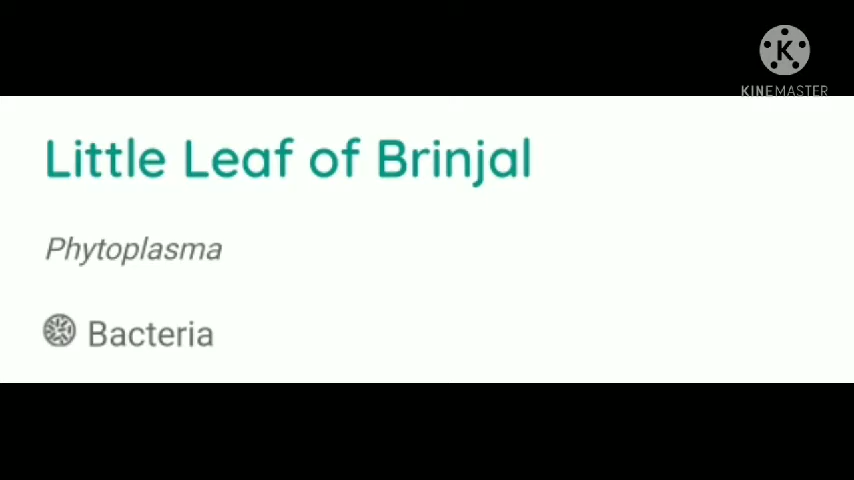 K
KINEMASTER
Little Leaf of Brinjal
Phytoplasma
Bacteria